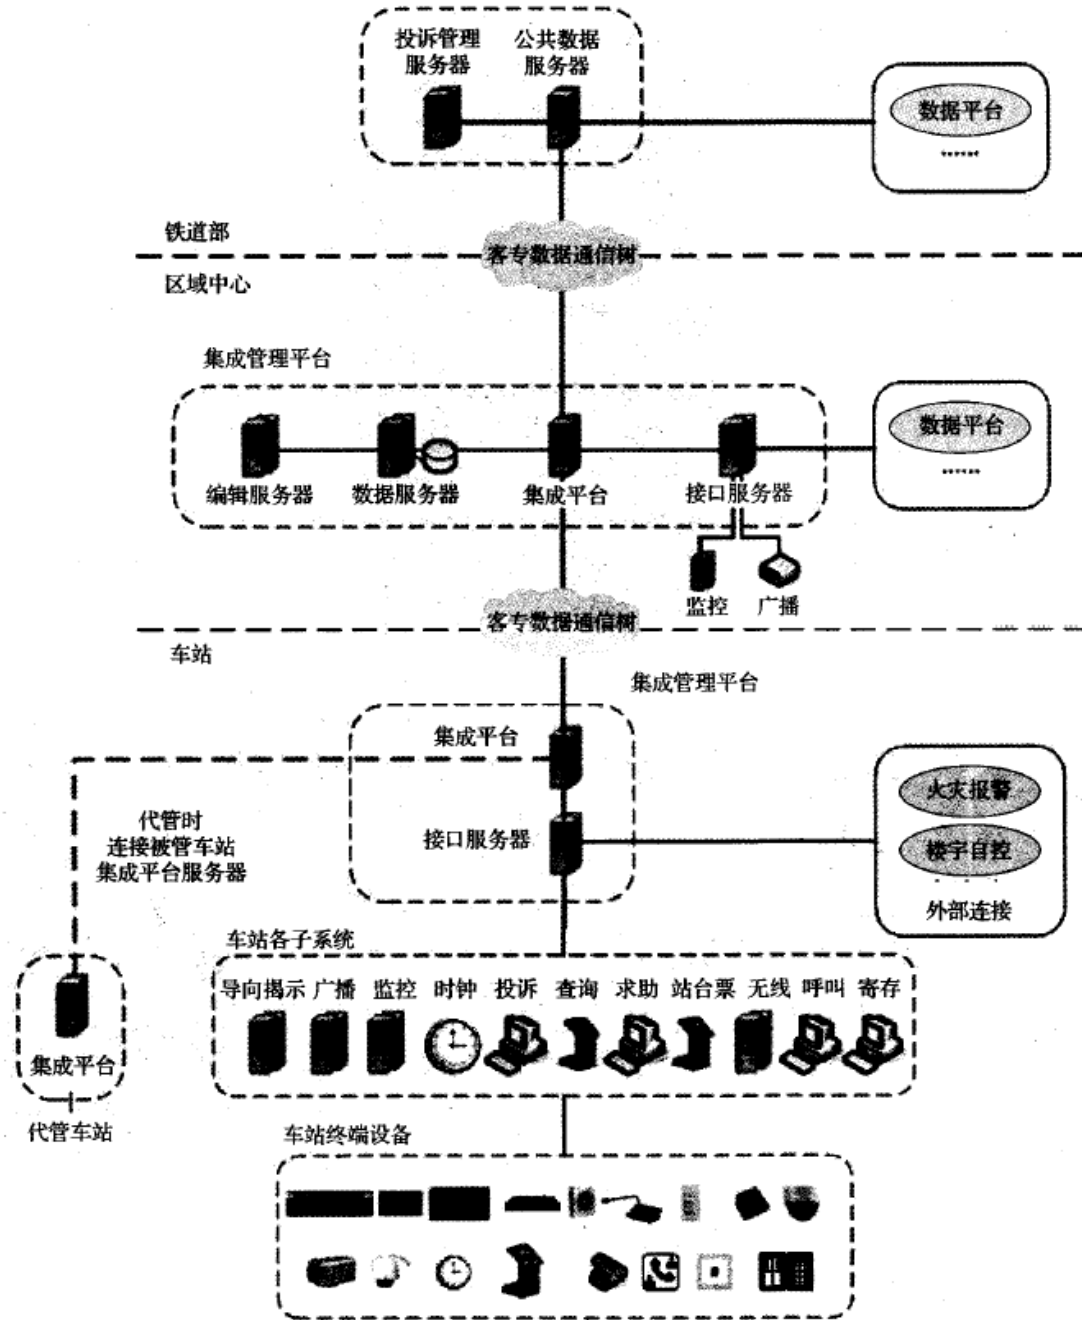 投诉管理
服务器
公共数据
服务器
数据平台
······
铁道部
客专数据通信树
区域中心
集成管理平台
编辑服务器
数据服务器
集成平台
接口服务器
数据平台
······
监控
广播
客专数据通信树
车站
集成管理平台
集成平台
接口服务器
代管时
连接被管车站
集成平台服务器
火灾报警
楼宇自控
外部连接
车站各子系统
导向揭示 广播 监控 时钟 投诉 查询 求助 站台票 无线 呼叫 寄存
集成平台
代管车站
车站终端设备